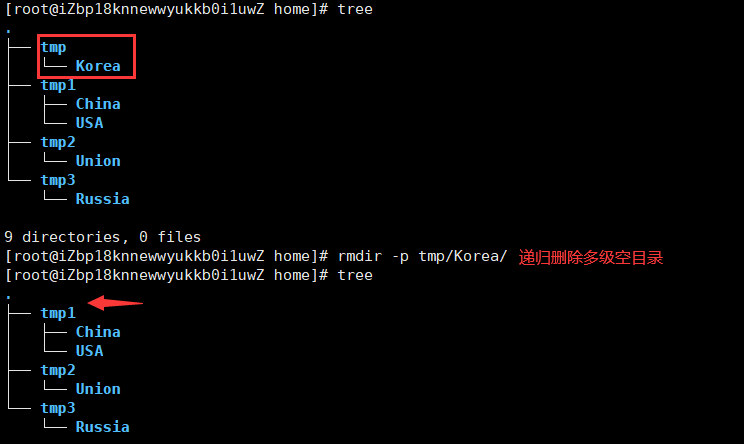 [root@iZbp18knnewwyukkb0i1uwZ home]# tree
.
├── tmp
│   └── Korea
├── tmp1
│   ├── China
│   └── USA
├── tmp2
│   └── Union
└── tmp3
    └── Russia
9 directories, 0 files
[root@iZbp18knnewwyukkb0i1uwZ home]# rmdir -p tmp/Korea/ 递归删除多级空目录
[root@iZbp18knnewwyukkb0i1uwZ home]# tree
.
├── tmp1
│   ├── China
│   └── USA
├── tmp2
│   └── Union
└── tmp3
    └── Russia